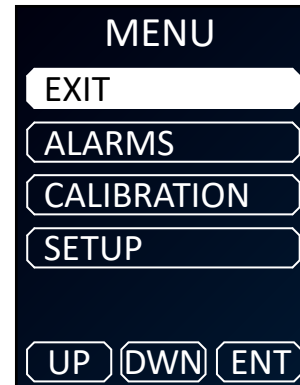 MENU
EXIT
ALARMS
CALIBRATION
SETUP
UP DWN ENT